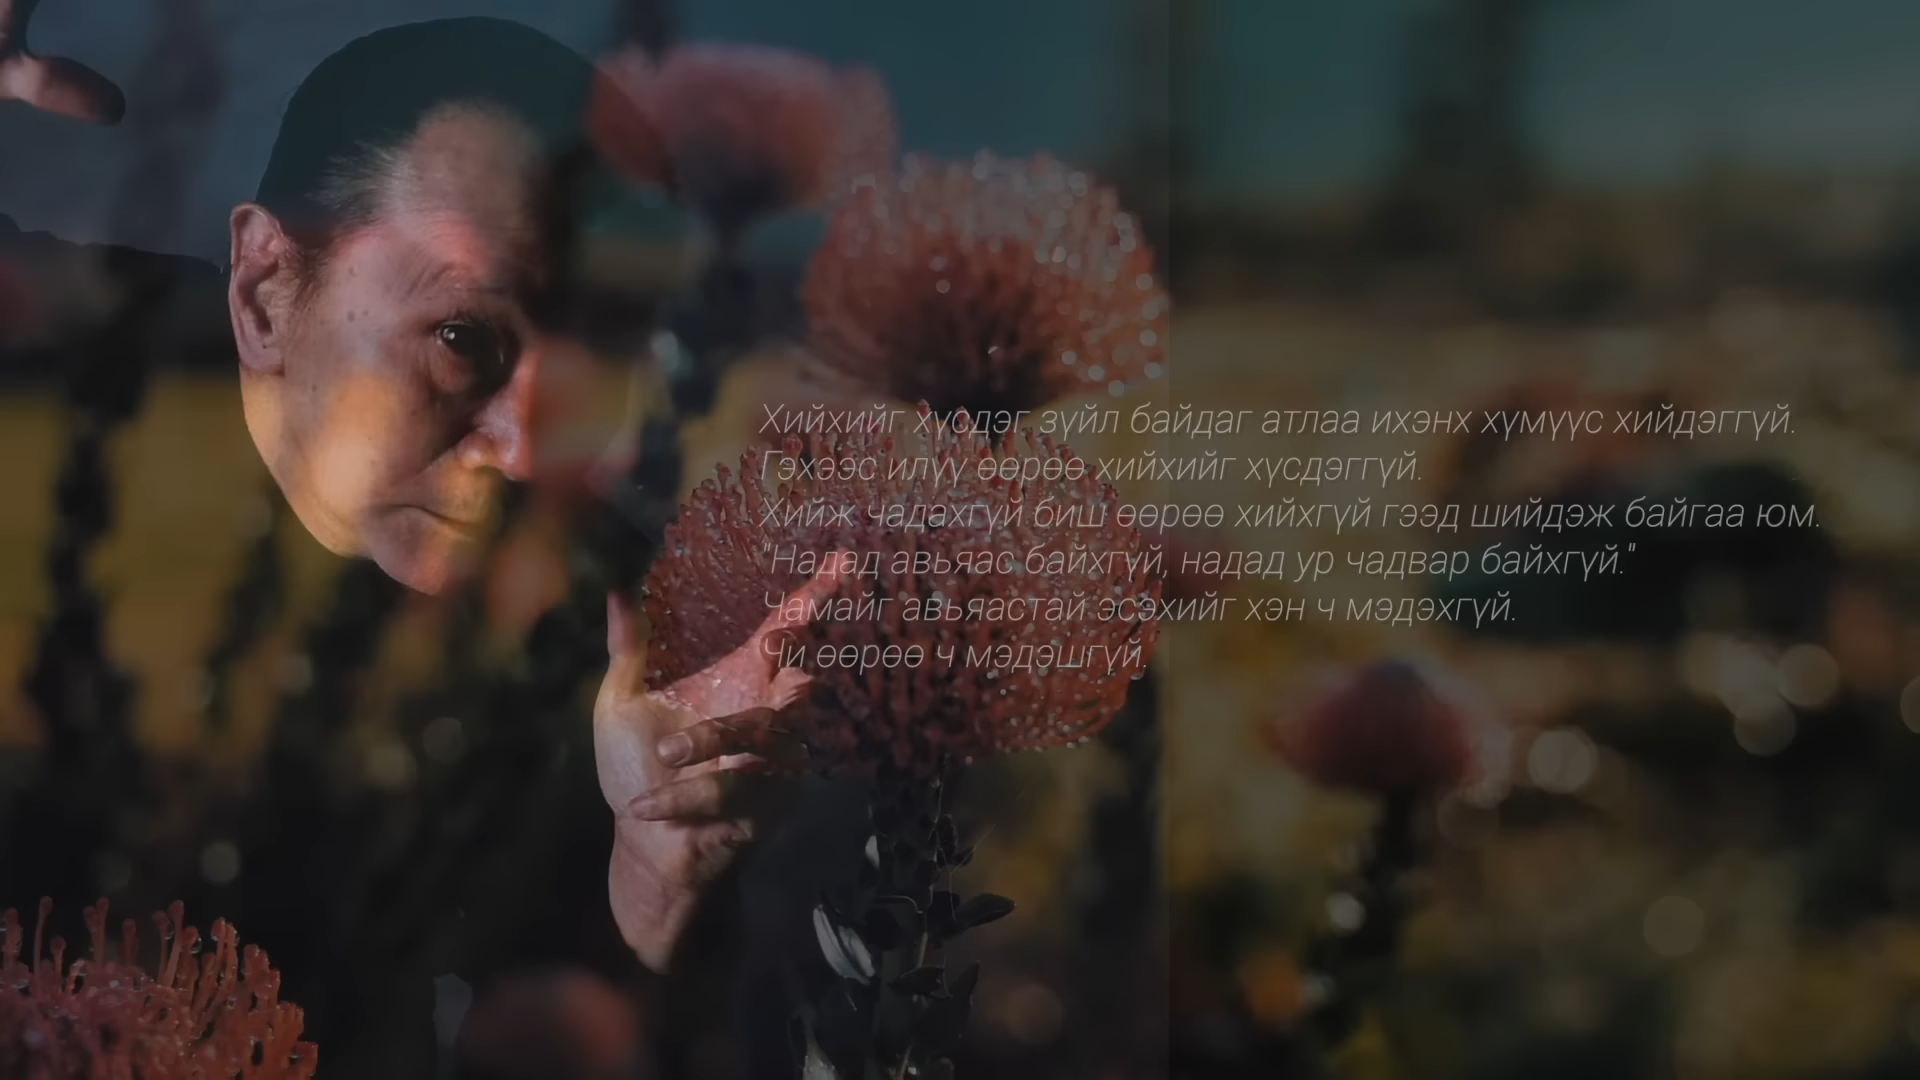 Хийхийг хүсдэг зүйл байдаг атлаа ихэнх хүмүүс хийдэггүй.
Гэхээс илүү өөрөө хийхийг хүсдэггүй.
Хийж чадахгүй биш өөрөө хийхгүй гээд шийдэж байгаа юм.
"Надад авьяас байхгүй, надад ур чадвар байхгүй."
Чамайг авьяастай эсэхийг хэн ч мэдэхгүй.
Чи өөрөө ч мэдэшгүй.